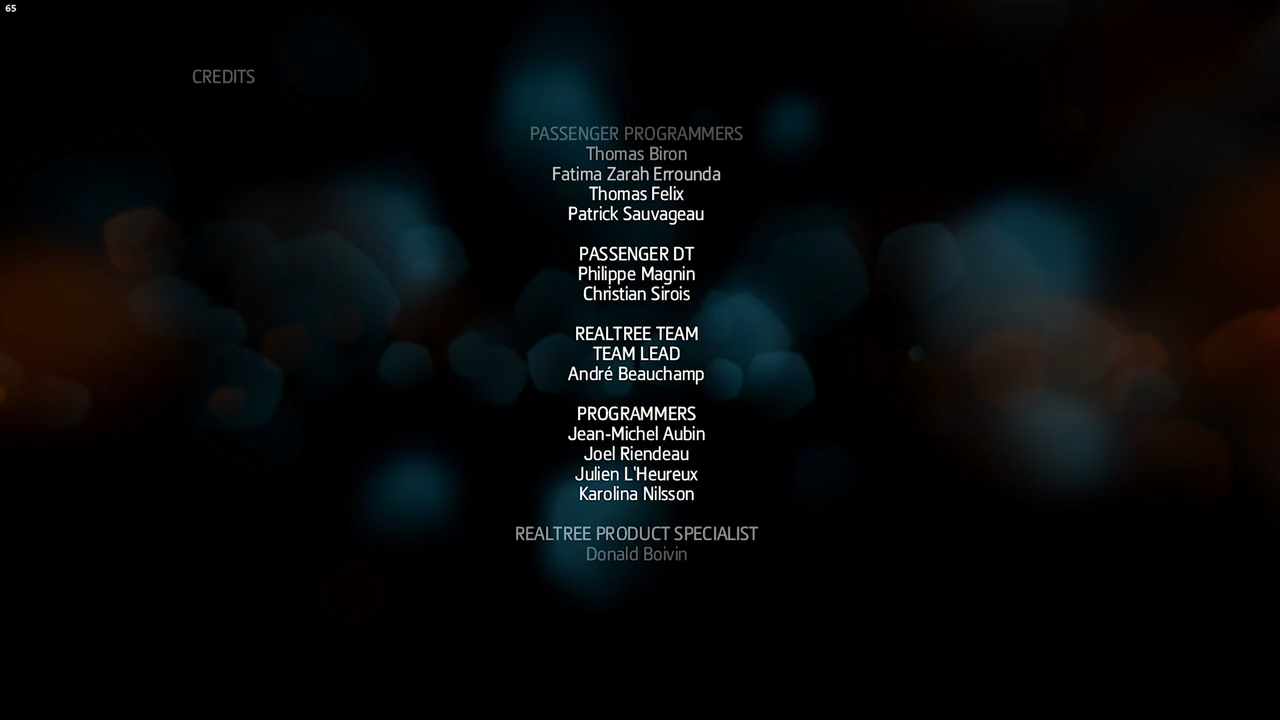 65
CREDITS
PASSENGER PROGRAMMERS
Thomas Biron
Fatima Zarah Errounda
Thomas Felix
Patrick Sauvageau
PASSENGER DT
Philippe Magnin
Christian Sirois
REALTREE TEAM
TEAM LEAD
André Beauchamp
PROGRAMMERS
Jean-Michel Aubin
Joel Riendeau
Julien L'Heureux
Karolina Nilsson
REALTREE PRODUCT SPECIALIST
Donald Boivin